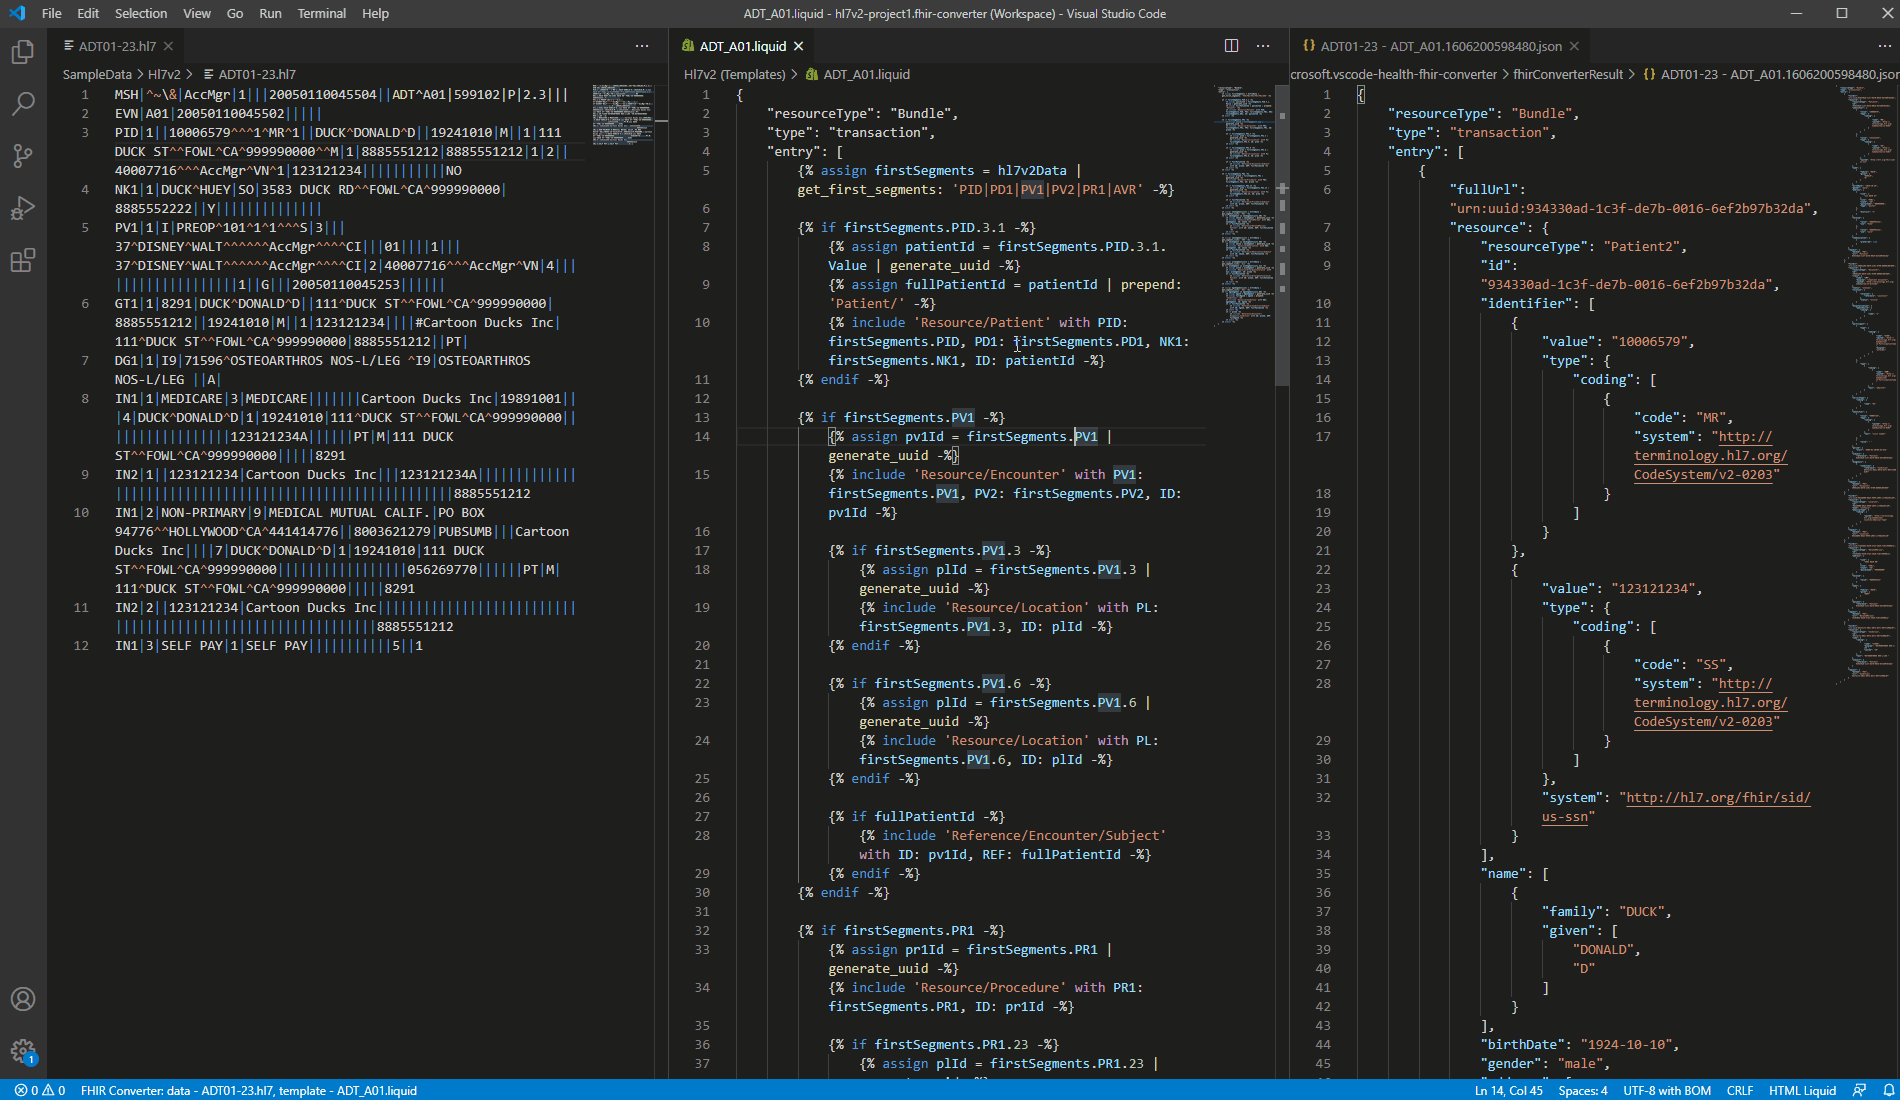 File Edit Selection View Go Run Terminal Help
ADT_A01.liquid - hl7v2-project1.fhir-converter (Workspace) - Visual Studio Code
ADT01-23.hl7
SampleData > Hl7v2 > ADT01-23.hl7
1 MSH|^~\&|AccMgr|1|||20050110045504||ADT^A01|599102|P|2.3|||
2 EVN|A01|20050110045502|||||
3 PID|1||10006579^^^1^MR^1||DUCK^DONALD^D||19241010|M||1|111
DUCK ST^^FOWL^CA^999990000^^M|1|8885551212|8885551212|1|2||
40007716^^^AccMgr^VN^1|123121234|||||||||||NO
4 NK1|1|DUCK^HUEY|SO|3583 DUCK RD^^FOWL^CA^999990000|
8885552222||Y||||||||||||||
5 PV1|1|I|PREOP^101^1^1^^^S|3|||
37^DISNEY^WALT^^^^^^AccMgr^^^^CI|||01||||1|||
37^DISNEY^WALT^^^^^^AccMgr^^^^CI|2|40007716^^^AccMgr^VN|4|||
||||||||||||||||1||G|||20050110045253||||||
6 GT1|1|8291|DUCK^DONALD^D||111^DUCK ST^^FOWL^CA^999990000|
8885551212||19241010|M||1|123121234||||#Cartoon Ducks Inc|
111^DUCK ST^^FOWL^CA^999990000|8885551212||PT|
7 DG1|1|I9|71596^OSTEOARTHROS NOS-L/LEG ^I9|OSTEOARTHROS
NOS-L/LEG ||A|
8 IN1|1|MEDICARE|3|MEDICARE|||||||Cartoon Ducks Inc|19891001||
|4|DUCK^DONALD^D|1|19241010|111^DUCK ST^^FOWL^CA^999990000||
|||||||||||||||123121234A||||||PT|M|111 DUCK
ST^^FOWL^CA^999990000|||||8291
9 IN2|1||123121234|Cartoon Ducks Inc|||123121234A|||||||||||||
||||||||||||||||||||||||||||||||||||||||||||8885551212
10 IN1|2|NON-PRIMARY|9|MEDICAL MUTUAL CALIF.|PO BOX
94776^^HOLLYWOOD^CA^441414776||8003621279|PUBSUMB|||Cartoon
Ducks Inc||||7|DUCK^DONALD^D|1|19241010|111 DUCK
ST^^FOWL^CA^999990000|||||||||||||||||056269770||||||PT|M|
111^DUCK ST^^FOWL^CA^999990000|||||8291
11 IN2|2||123121234|Cartoon Ducks Inc||||||||||||||||||||||||||
||||||||||||||||||||||||||||||||||8885551212
12 IN1|3|SELF PAY|1|SELF PAY|||||||||||5||1
ADT_A01.liquid
Hl7v2 (Templates) > ADT_A01.liquid
1 {
2 "resourceType": "Bundle",
3 "type": "transaction",
4 "entry": [
5 {% assign firstSegments = hl7v2Data |
get_first_segments: 'PID|PD1|PV1|PV2|PR1|AVR' -%}
6
7 {% if firstSegments.PID.3.1 -%}
8 {% assign patientId = firstSegments.PID.3.1.
Value | generate_uuid -%}
9 {% assign fullPatientId = patientId | prepend:
'Patient/' -%}
10 {% include 'Resource/Patient' with PID:
firstSegments.PID, PD1: firstSegments.PD1, NK1:
firstSegments.NK1, ID: patientId -%}
11 {% endif -%}
12
13 {% if firstSegments.PV1 -%}
14 {% assign pv1Id = firstSegments.PV1 |
generate_uuid -%}
15 {% include 'Resource/Encounter' with PV1:
firstSegments.PV1, PV2: firstSegments.PV2, ID:
pv1Id -%}
16
17 {% if firstSegments.PV1.3 -%}
18 {% assign plId = firstSegments.PV1.3 |
generate_uuid -%}
19 {% include 'Resource/Location' with PL:
firstSegments.PV1.3, ID: plId -%}
20 {% endif -%}
21
22 {% if firstSegments.PV1.6 -%}
23 {% assign plId = firstSegments.PV1.6 |
generate_uuid -%}
24 {% include 'Resource/Location' with PL:
firstSegments.PV1.6, ID: plId -%}
25 {% endif -%}
26
27 {% if fullPatientId -%}
28 {% include 'Reference/Encounter/Subject'
with ID: pv1Id, REF: fullPatientId -%}
29 {% endif -%}
30 {% endif -%}
31
32 {% if firstSegments.PR1 -%}
33 {% assign pr1Id = firstSegments.PR1 |
generate_uuid -%}
34 {% include 'Resource/Procedure' with PR1:
firstSegments.PR1, ID: pr1Id -%}
35
36 {% if firstSegments.PR1.23 -%}
37 {% assign plId = firstSegments.PR1.23 |
ADT01-23 - ADT_A01.1606200598480.json
crosoft.vscode-health-fhir-converter > fhirConverterResult > {} ADT01-23 - ADT_A01.1606200598480.json
1 {
2 "resourceType": "Bundle",
3 "type": "transaction",
4 "entry": [
5 {
6 "fullUrl":
"urn:uuid:934330ad-1c3f-de7b-0016-6ef2b97b32da",
7 "resource": {
8 "resourceType": "Patient2",
9 "id":
"934330ad-1c3f-de7b-0016-6ef2b97b32da",
10 "identifier": [
11 {
12 "value": "10006579",
13 "type": {
14 "coding": [
15 {
16 "code": "MR",
17 "system": "http://
terminology.hl7.org/
CodeSystem/v2-0203"
18 }
19 ]
20 }
21 },
22 {
23 "value": "123121234",
24 "type": {
25 "coding": [
26 {
27 "code": "SS",
28 "system": "http://
terminology.hl7.org/
CodeSystem/v2-0203"
29 }
30 ]
31 },
32 "system": "http://hl7.org/fhir/sid/
us-ssn"
33 }
34 ],
35 "name": [
36 {
37 "family": "DUCK",
38 "given": [
39 "DONALD",
40 "D"
41 ]
42 }
43 ],
44 "birthDate": "1924-10-10",
45 "gender": "male",
1
0 0 FHIR Converter: data - ADT01-23.hl7, template - ADT_A01.liquid
Ln 14, Col 45 Spaces: 4 UTF-8 with BOM CRLF HTML Liquid